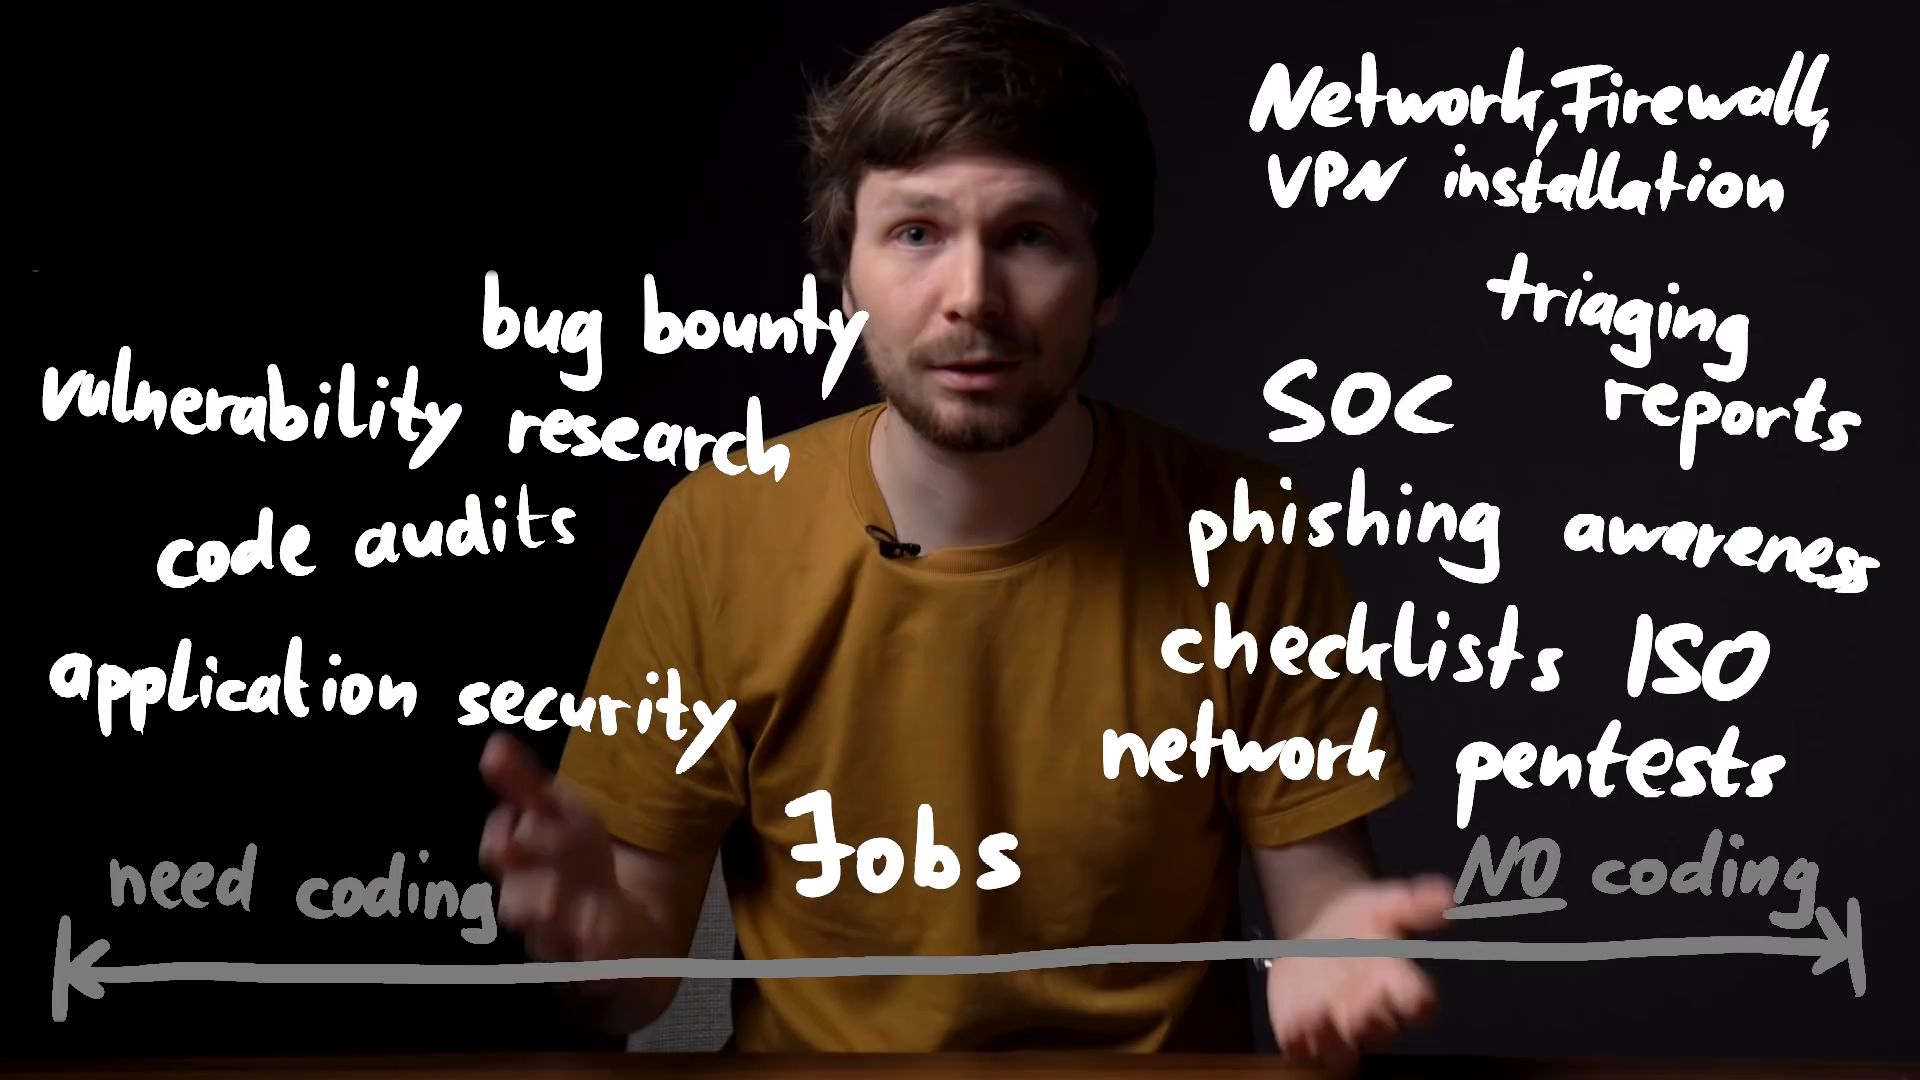 Network, Firewall,
VPN installation
triaging
reports
SOC
bug bounty
vulnerability research
code audits
application security
phishing awareness
checklists ISO
network pentests
Jobs
need coding
NO coding